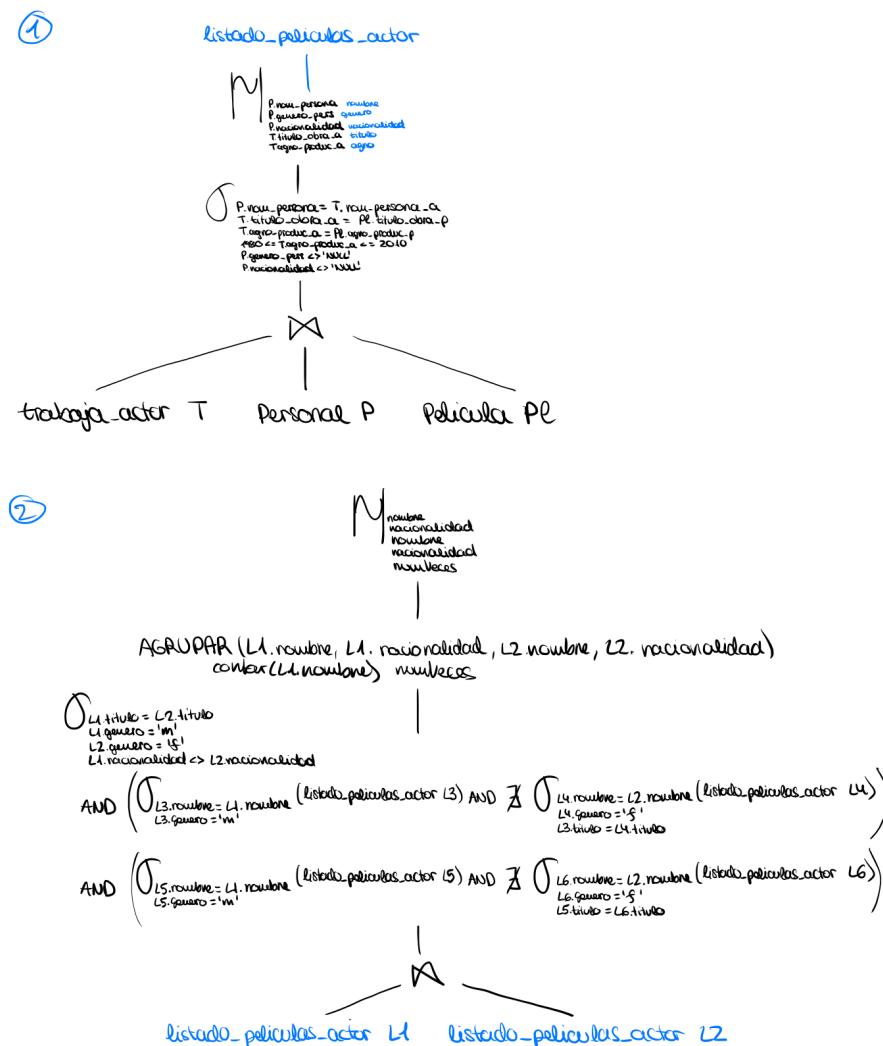 1
listado_peliculas_actor
P.nom_persona nombre
P.genero_pers genero
P.nacionalidad nacionalidad
T.titulo_obra_a titulo
T.agno_produc_a agno
P.nom_persona = T.nom_persona_a
T.titulo_obra_a = Pl.titulo_obra_p
T.agno_produc_a = Pl.agno_produc_p
1980 <= T.agno_produc_a <= 2010
P.genero_pers <> 'NULL'
P.nacionalidad <> 'NULL'
⋈
trabaja_actor T Personal P Pelicula Pl
2
nombre
nacionalidad
nombre
nacionalidad
numVeces
AGRUPAR (L1.nombre, L1.nacionalidad, L2.nombre, L2.nacionalidad)
contar(L1.nombre) numVeces
σ L1.titulo = L2.titulo
L1.genero = 'm'
L2.genero = 'f'
L1.nacionalidad <> L2.nacionalidad
AND (σ L3.nombre = L1.nombre (listado_peliculas_actor L3) AND ∄ σ L4.nombre = L2.nombre (listado_peliculas_actor L4))
L3.genero = 'm' L4.genero = 'f'
L3.titulo = L4.titulo
AND (σ L5.nombre = L1.nombre (listado_peliculas_actor L5) AND ∄ σ L6.nombre = L2.nombre (listado_peliculas_actor L6))
L5.genero = 'm' L6.genero = 'f'
L5.titulo = L6.titulo
⋈
listado_peliculas_actor L1 listado_peliculas_actor L2